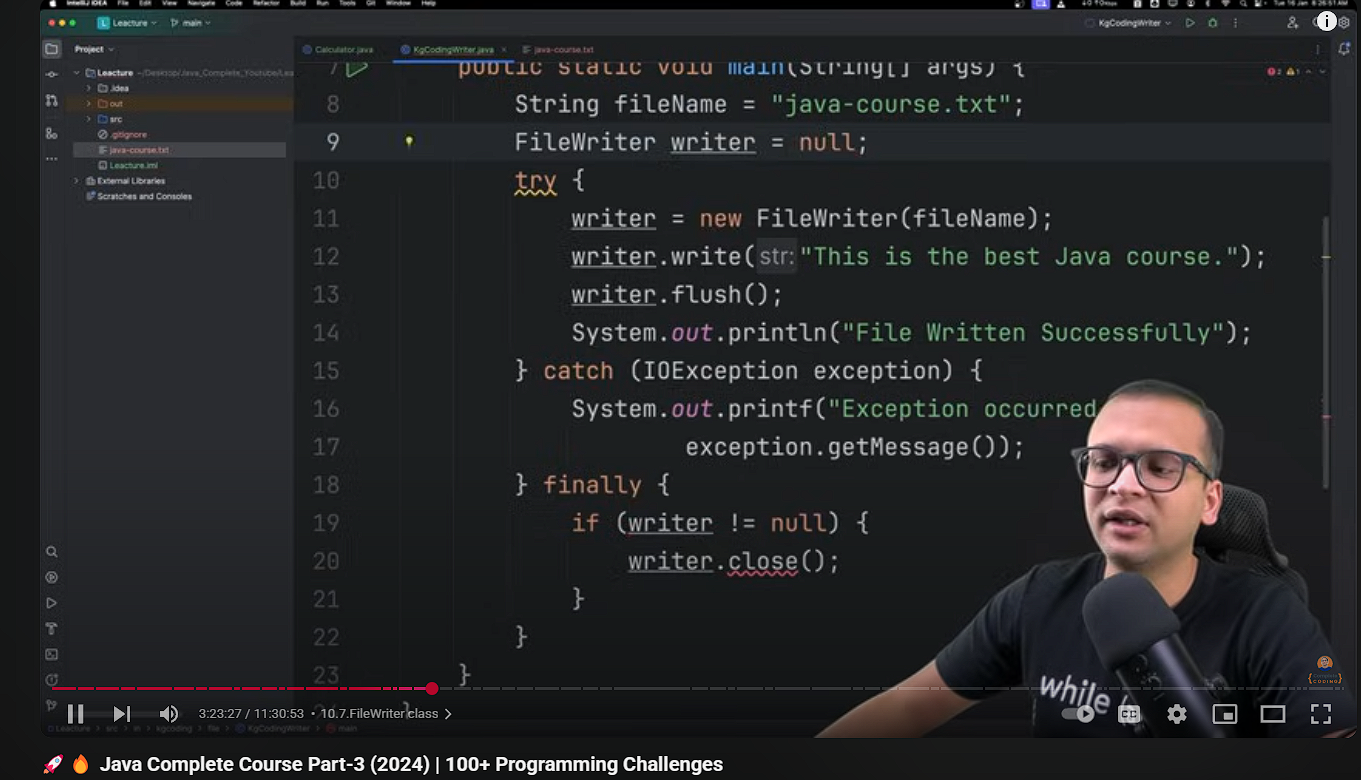 IntelliJ IDEA File Edit View Navigate Code Refactor Build Run Tools Git Window Help
Tue 16 Jan 6:26:51 AM
L Leacture main KgCodingWriter
Project
Calculator.java KgCodingWriter.java java-course.txt
Leacture ~/Desktop/Java_Complete_Youtube/Lea
.idea
out
src
.gitignore
java-course.txt
Leacture.iml
External Libraries
Scratches and Consoles
7 public static void main(String[] args) {
8 String fileName = "java-course.txt";
9 FileWriter writer = null;
10 try {
11 writer = new FileWriter(fileName);
12 writer.write( str: "This is the best Java course.");
13 writer.flush();
14 System.out.println("File Written Successfully");
15 } catch (IOException exception) {
16 System.out.printf("Exception occurred
17 exception.getMessage());
18 } finally {
19 if (writer != null) {
20 writer.close();
21 }
22 }
23 }
while
CODING
3:23:27 / 11:30:53 • 10.7.FileWriter class
CC
Leacture src in kgcoding file KgCodingWriter main
🚀 🔥 Java Complete Course Part-3 (2024) | 100+ Programming Challenges